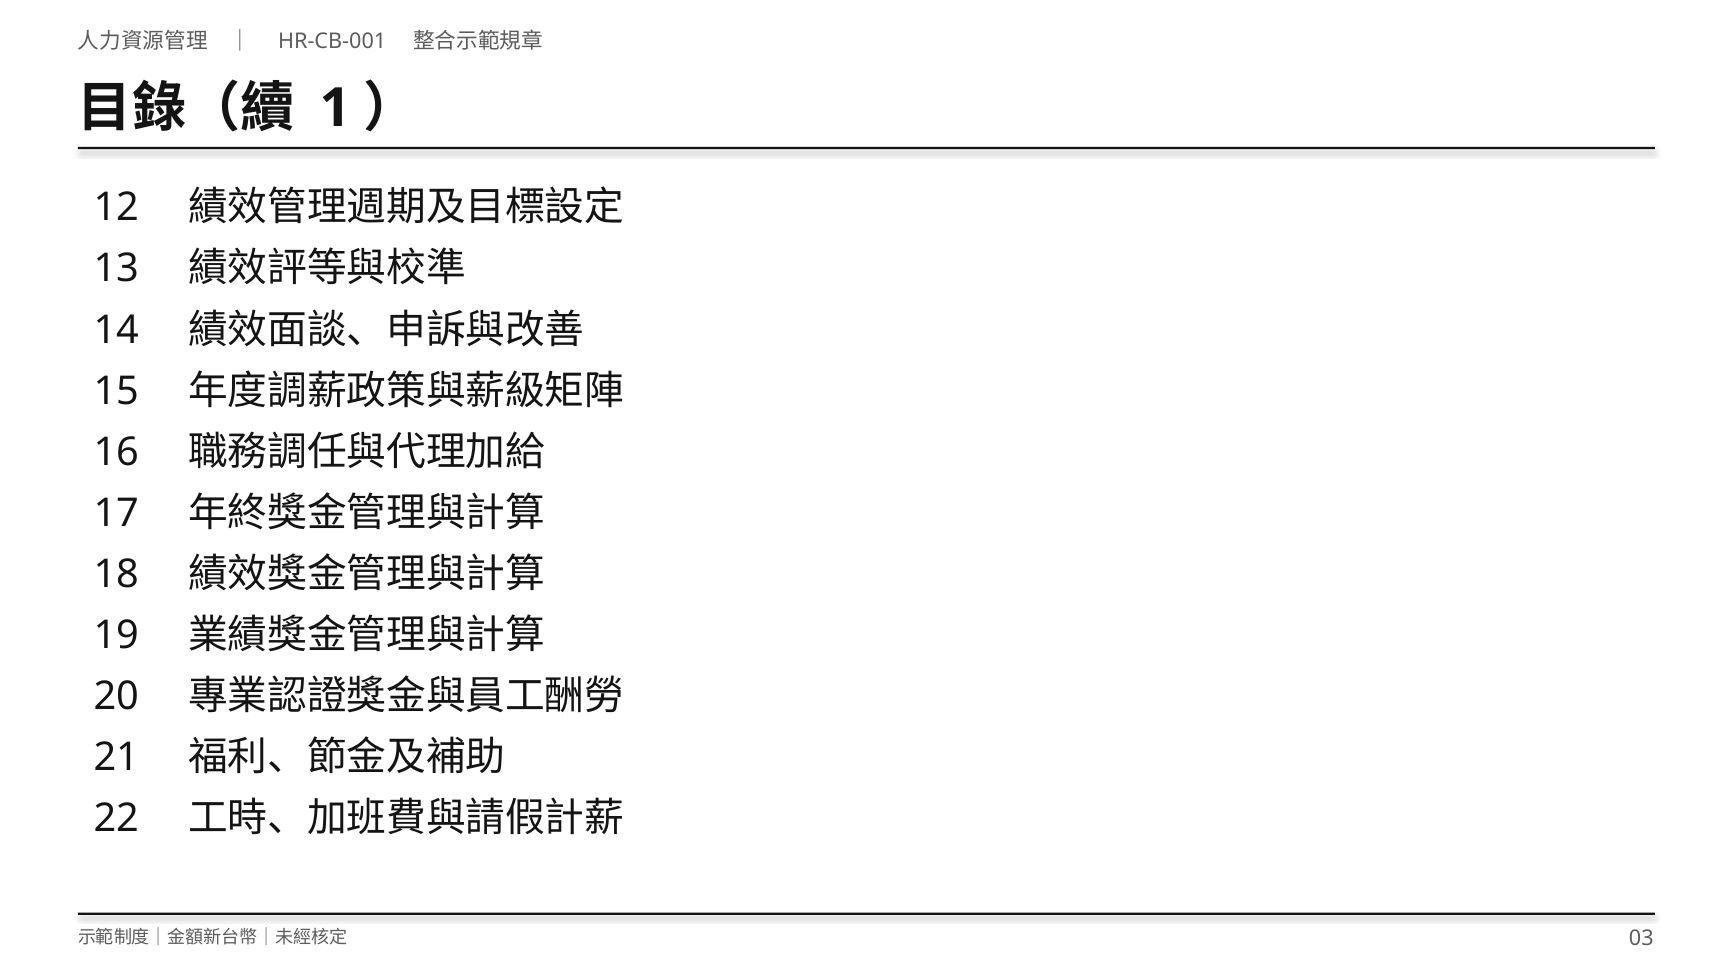 人力資源管理 │ HR-CB-001 整合示範規章
目錄（續 1）
12 績效管理週期及目標設定
13 績效評等與校準
14 績效面談、申訴與改善
15 年度調薪政策與薪級矩陣
16 職務調任與代理加給
17 年終獎金管理與計算
18 績效獎金管理與計算
19 業績獎金管理與計算
20 專業認證獎金與員工酬勞
21 福利、節金及補助
22 工時、加班費與請假計薪
示範制度│金額新台幣│未經核定
03